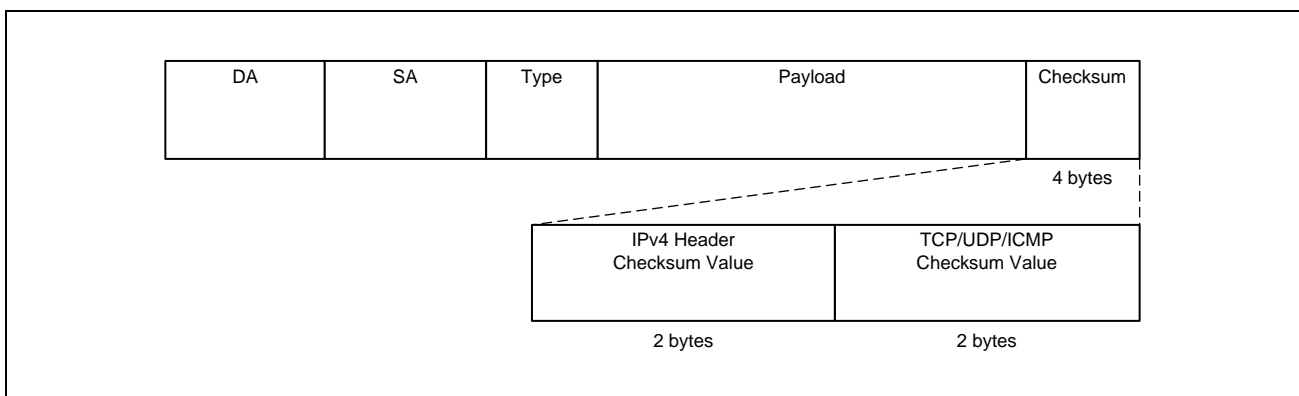 DA
SA
Type
Payload
Checksum
4 bytes
IPv4 Header
Checksum Value
TCP/UDP/ICMP
Checksum Value
2 bytes
2 bytes